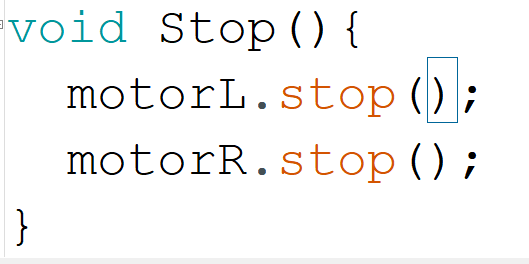 void Stop(){
  motorL.stop();
  motorR.stop();
}